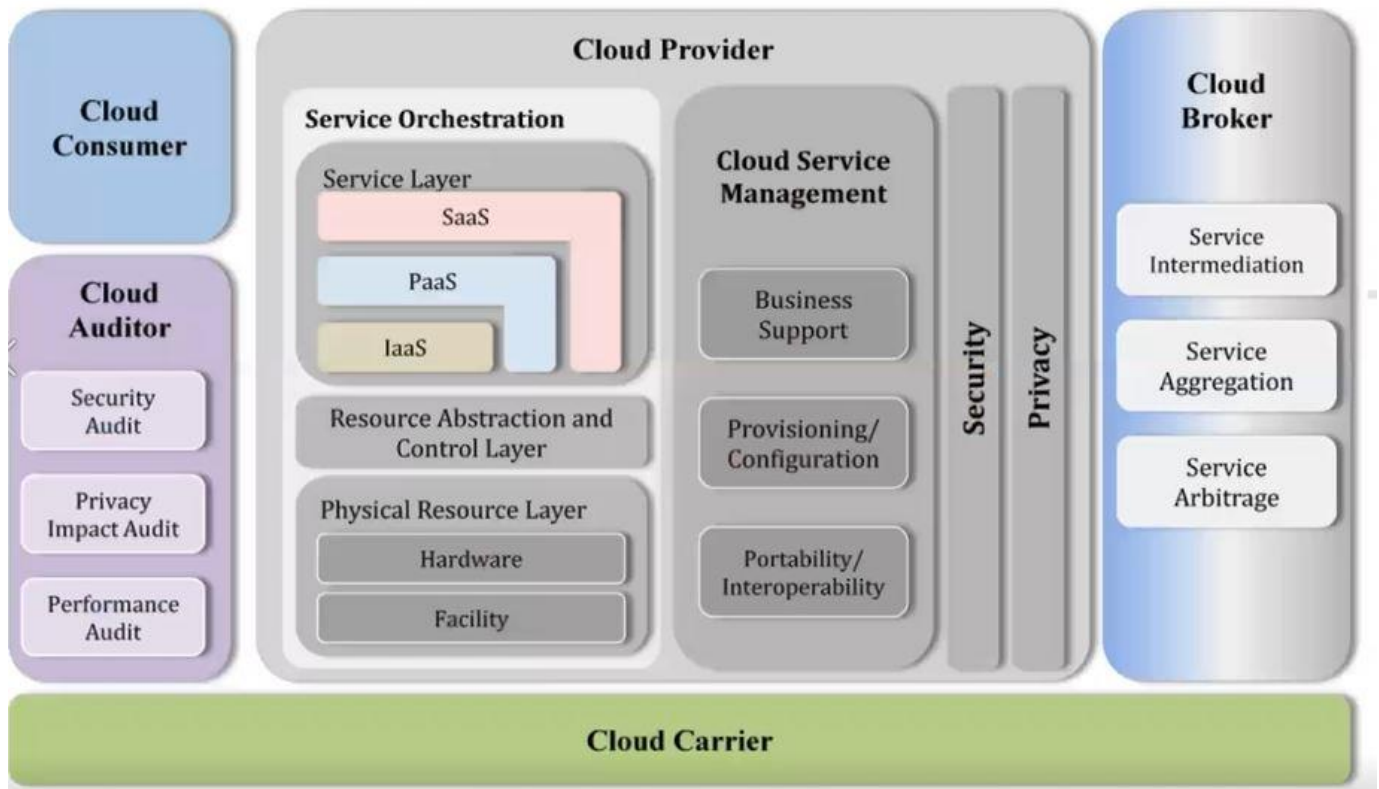 Cloud
Consumer
Cloud
Auditor
Security
Audit
Privacy
Impact Audit
Performance
Audit
Cloud Provider
Service Orchestration
Service Layer
SaaS
PaaS
IaaS
Resource Abstraction and
Control Layer
Physical Resource Layer
Hardware
Facility
Cloud Service
Management
Business
Support
Provisioning/
Configuration
Portability/
Interoperability
Security
Privacy
Cloud
Broker
Service
Intermediation
Service
Aggregation
Service
Arbitrage
Cloud Carrier